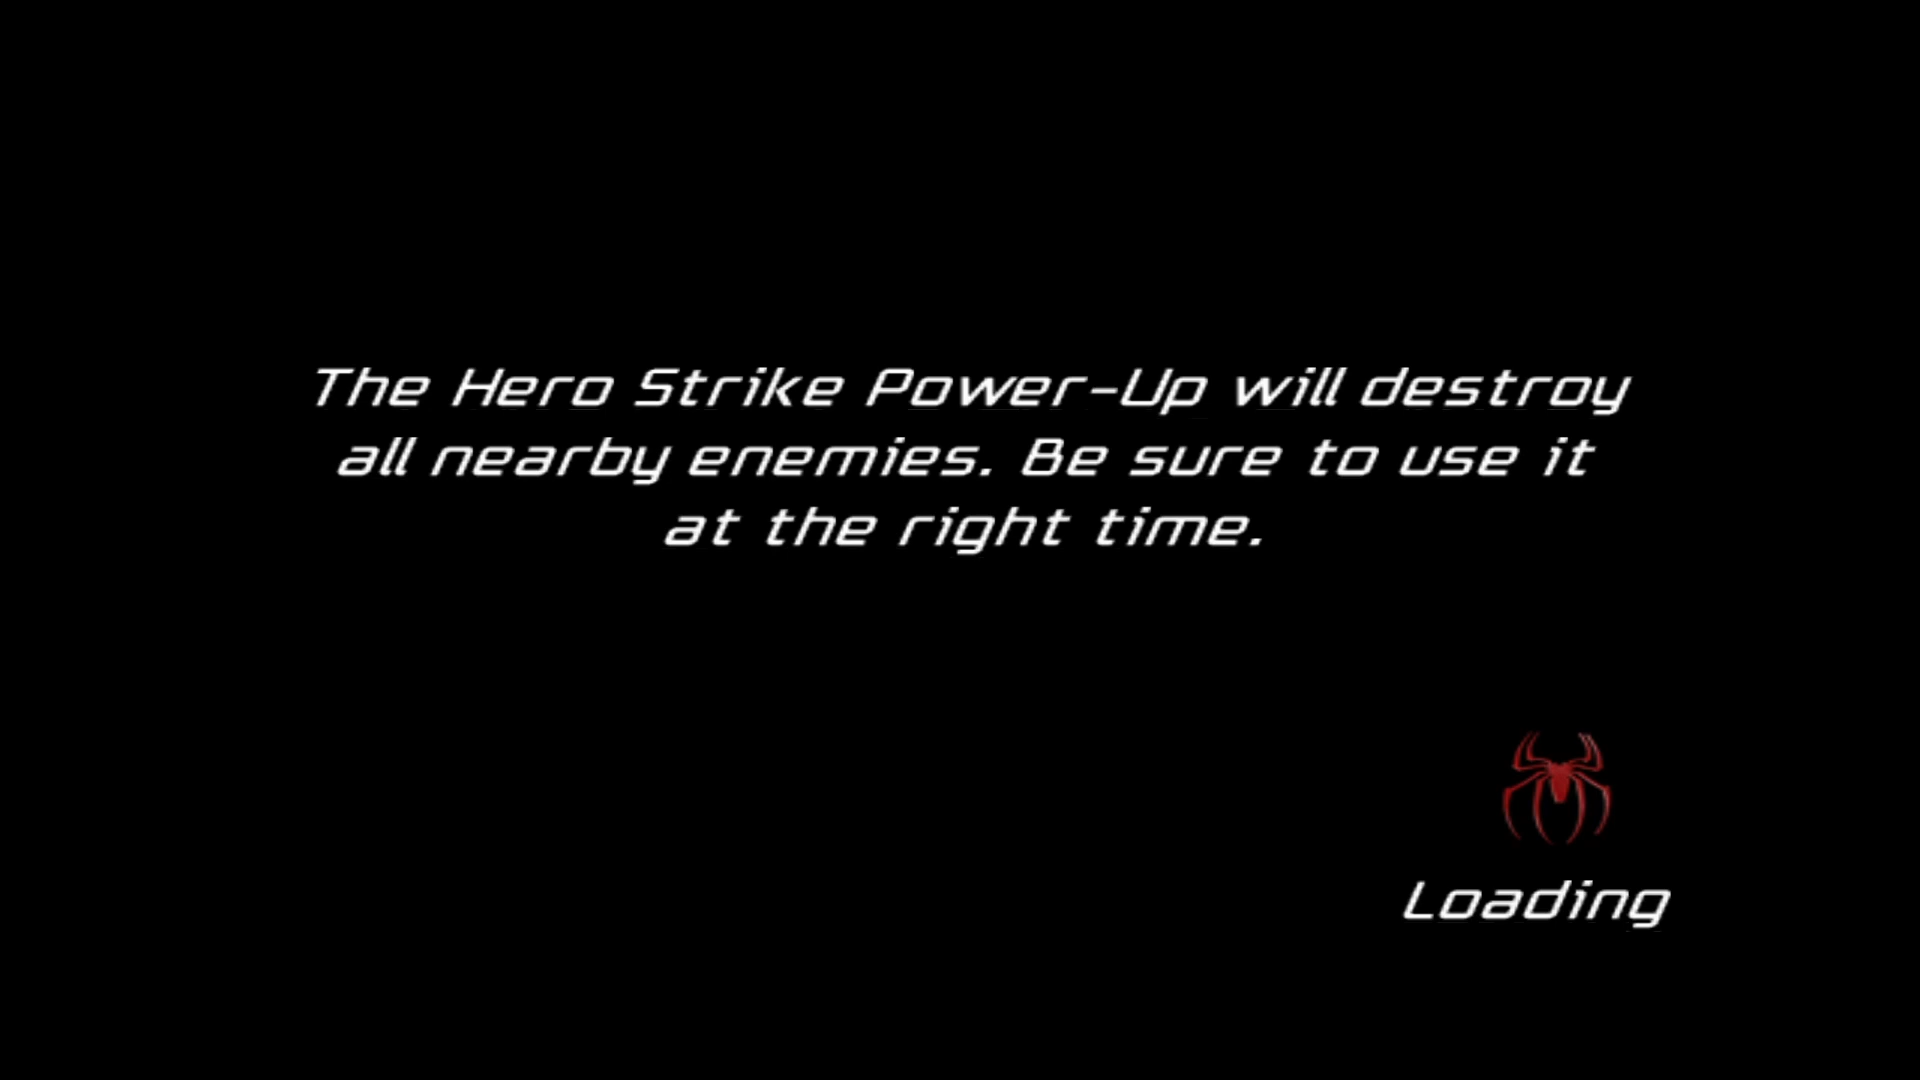 The Hero Strike Power-Up will destroy
all nearby enemies. Be sure to use it
at the right time.
Loading